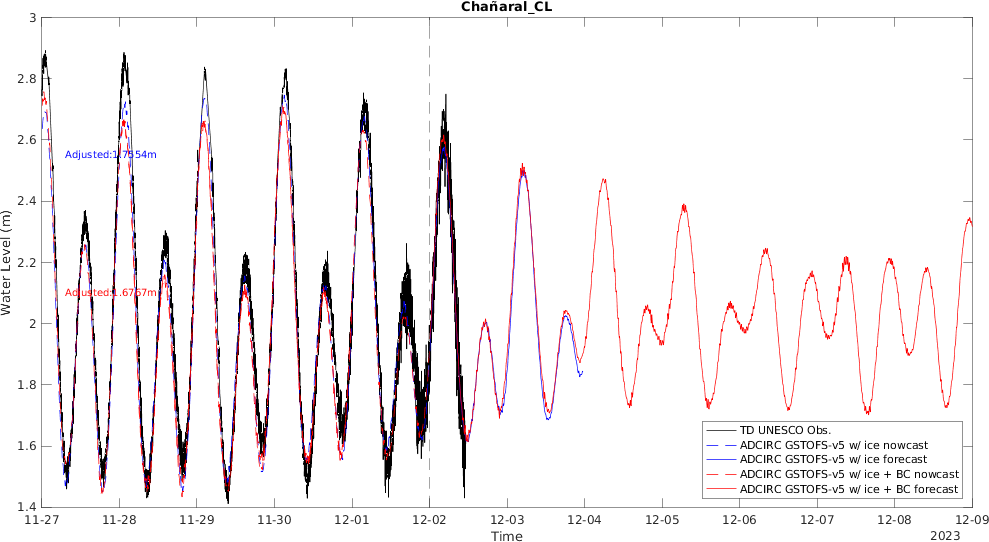 Chañaral_CL
3
2.8
2.6
2.4
2.2
2
1.8
1.6
1.4
Water Level (m)
Adjusted:1.7554m
Adjusted:1.6767m
TD UNESCO Obs.
ADCIRC GSTOFS-v5 w/ ice nowcast
ADCIRC GSTOFS-v5 w/ ice forecast
ADCIRC GSTOFS-v5 w/ ice + BC nowcast
ADCIRC GSTOFS-v5 w/ ice + BC forecast
11-27 11-28 11-29 11-30 12-01 12-02 12-03 12-04 12-05 12-06 12-07 12-08 12-09
Time
2023